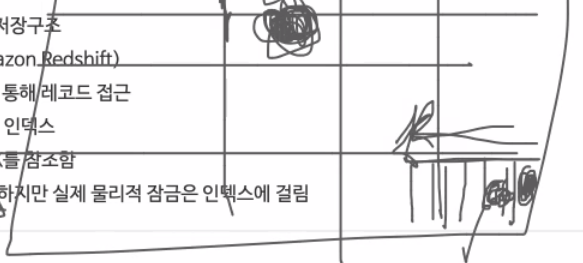 저장구조
azon Redshift)
통해 레코드 접근
인덱스
를 참조함
하지만 실제 물리적 잠금은 인덱스에 걸림